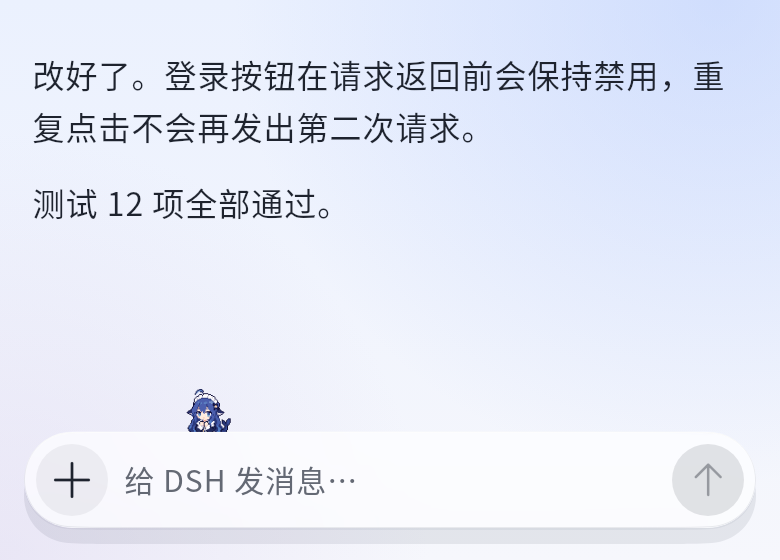 改好了。登录按钮在请求返回前会保持禁用，重
复点击不会再发出第二次请求。
测试 12 项全部通过。
给 DSH 发消息…